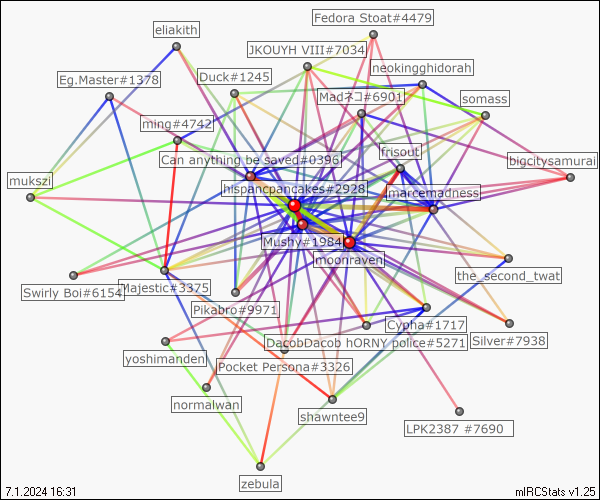 Fedora Stoat#4479
eliakith
JKOUYH VIII#7034
neokingghidorah
Eg.Master#1378
Duck#1245
Madネコ#6901
somass
ming#4742
frisout
Can anything be saved#0396
bigcitysamurai
mukszi
hispancpancakes#2928
marcemadness
Mushy#1984
moonraven
the_second_twat
Swirly Boi#6154
Majestic#3375
Pikabro#9971
Cypha#1717
Silver#7938
yoshimanden
DacobDacob hORNY police#5271
Pocket Persona#3326
normalwan
shawntee9
LPK2387 #7690
zebula
7.1.2024 16:31
mIRCStats v1.25